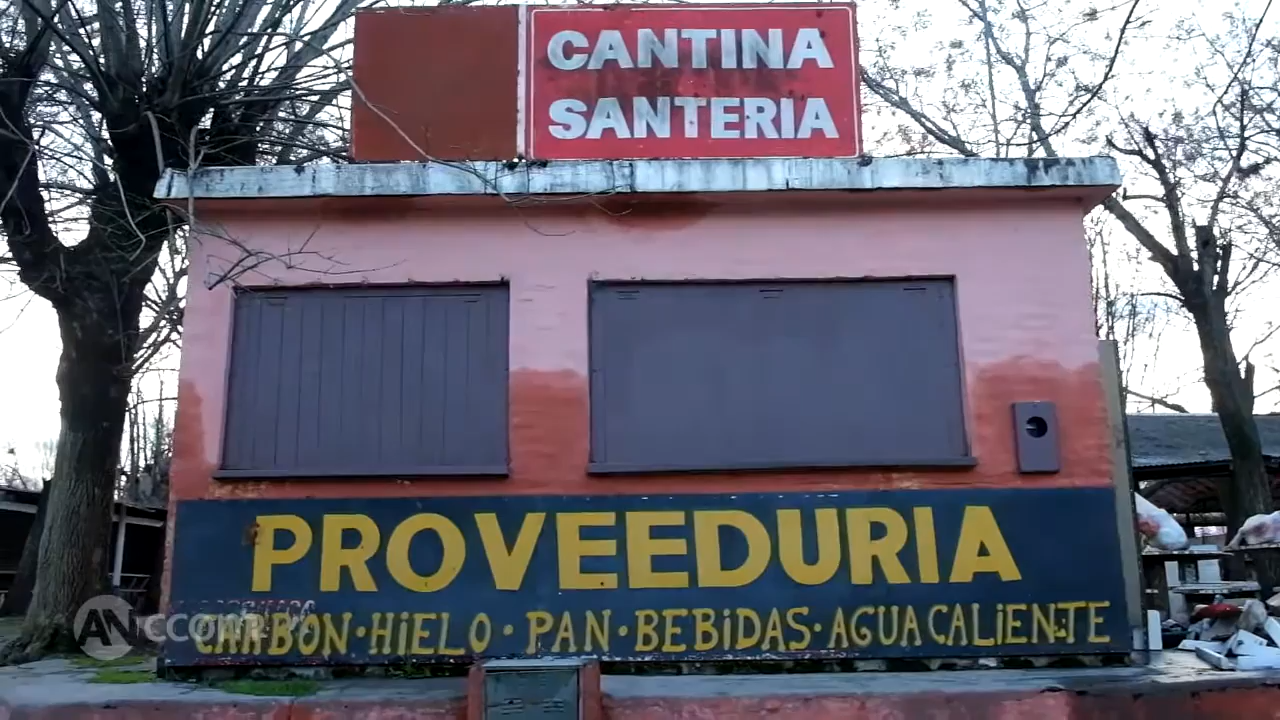 CANTINA
SANTERIA
PROVEEDURIA
CARBON · HiELO · PAN · BEBiDAS · AGUA CALiENTE